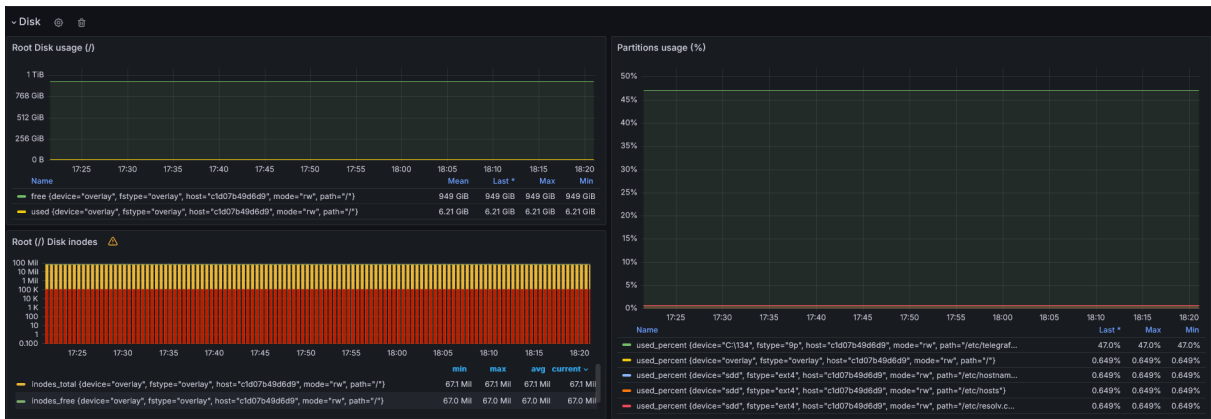 Disk
Root Disk usage (/)
1 TiB
768 GiB
512 GiB
256 GiB
0 B
17:25 17:30 17:35 17:40 17:45 17:50 17:55 18:00 18:05 18:10 18:15 18:20
Name Mean Last * Max Min
free {device="overlay", fstype="overlay", host="c1d07b49d6d9", mode="rw", path="/"} 949 GiB 949 GiB 949 GiB 949 GiB
used {device="overlay", fstype="overlay", host="c1d07b49d6d9", mode="rw", path="/"} 6.21 GiB 6.21 GiB 6.21 GiB 6.21 GiB
Root (/) Disk inodes
100 Mil
10 Mil
1 Mil
100 K
10 K
1 K
100
10
1
0.100
17:25 17:30 17:35 17:40 17:45 17:50 17:55 18:00 18:05 18:10 18:15 18:20
min max avg current
inodes_total {device="overlay", fstype="overlay", host="c1d07b49d6d9", mode="rw", path="/"} 67.1 Mil 67.1 Mil 67.1 Mil 67.1 Mil
inodes_free {device="overlay", fstype="overlay", host="c1d07b49d6d9", mode="rw", path="/"} 67.0 Mil 67.0 Mil 67.0 Mil 67.0 Mil
Partitions usage (%)
50%
45%
40%
35%
30%
25%
20%
15%
10%
5%
0%
17:25 17:30 17:35 17:40 17:45 17:50 17:55 18:00 18:05 18:10 18:15 18:20
Name Last * Max Min
used_percent {device="C:\134", fstype="9p", host="c1d07b49d6d9", mode="rw", path="/etc/telegraf... 47.0% 47.0% 47.0%
used_percent {device="overlay", fstype="overlay", host="c1d07b49d6d9", mode="rw", path="/"} 0.649% 0.649% 0.649%
used_percent {device="sdd", fstype="ext4", host="c1d07b49d6d9", mode="rw", path="/etc/hostnam... 0.649% 0.649% 0.649%
used_percent {device="sdd", fstype="ext4", host="c1d07b49d6d9", mode="rw", path="/etc/hosts"} 0.649% 0.649% 0.649%
used_percent {device="sdd", fstype="ext4", host="c1d07b49d6d9", mode="rw", path="/etc/resolv.c... 0.649% 0.649% 0.649%